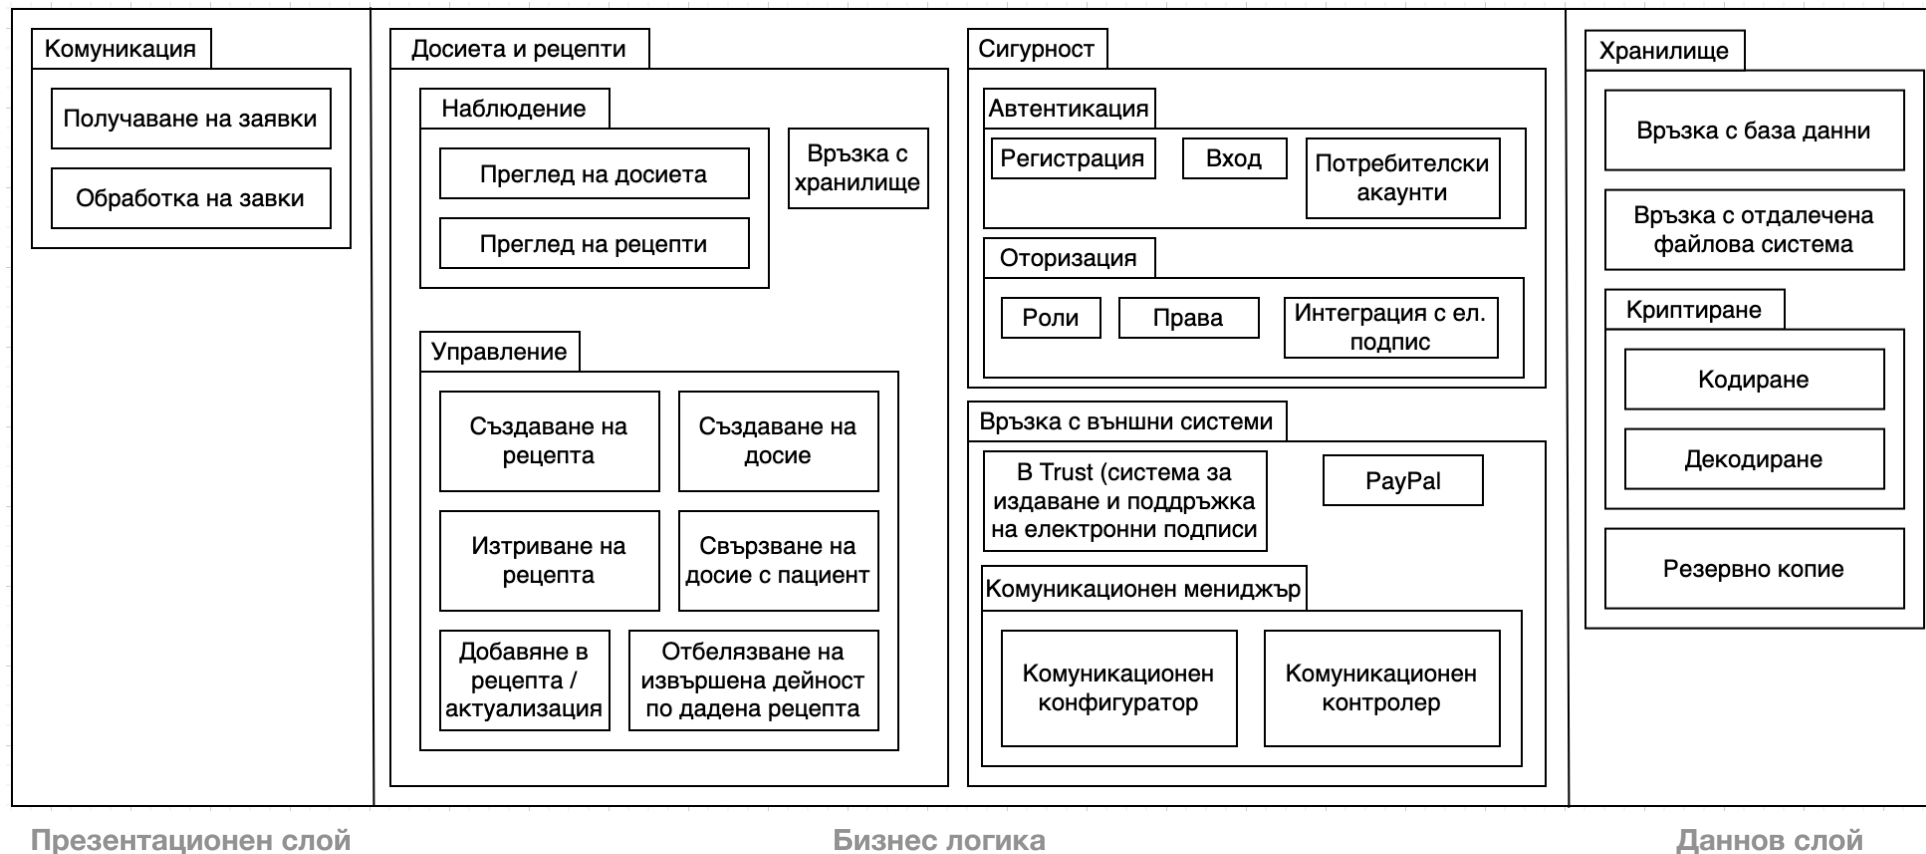 Комуникация
Получаване на заявки
Обработка на завки
Досиета и рецепти
Наблюдение
Преглед на досиета
Преглед на рецепти
Връзка с
хранилище
Управление
Създаване на
рецепта
Създаване на
досие
Изтриване на
рецепта
Свързване на
досие с пациент
Добавяне в
рецепта /
актуализация
Отбелязване на
извършена дейност
по дадена рецепта
Сигурност
Автентикация
Регистрация
Вход
Потребителски
акаунти
Оторизация
Роли
Права
Интеграция с ел.
подпис
Връзка с външни системи
B Trust (система за
издаване и поддръжка
на електронни подписи
PayPal
Комуникационен мениджър
Комуникационен
конфигуратор
Комуникационен
контролер
Хранилище
Връзка с база данни
Връзка с отдалечена
файлова система
Криптиране
Кодиране
Декодиране
Резервно копие
Презентационен слой
Бизнес логика
Даннов слой